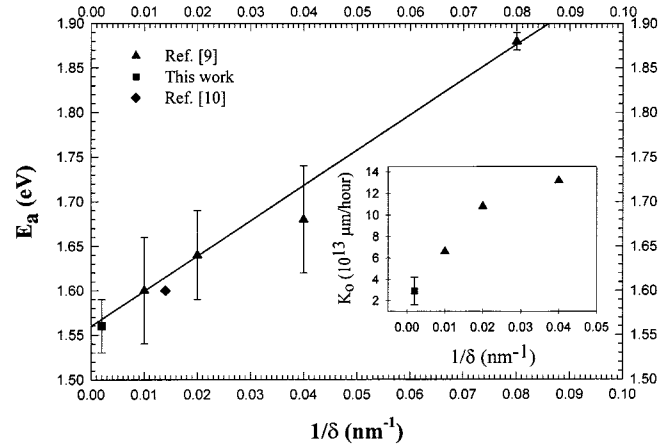 0.00 0.01 0.02 0.03 0.04 0.05 0.06 0.07 0.08 0.09 0.10
1.90 1.90
Ref. [9]
1.85 1.85
This work
Ref. [10]
1.80 1.80
1.75 1.75
1.70 1.70
1.65 1.65
1.60 1.60
1.55 1.55
1.50 1.50
Eₐ (eV)
14
12
10
8
6
4
2
K₀ (10¹³ μm/hour)
0.00 0.01 0.02 0.03 0.04 0.05
1/δ (nm⁻¹)
0.00 0.01 0.02 0.03 0.04 0.05 0.06 0.07 0.08 0.09 0.10
1/δ (nm⁻¹)